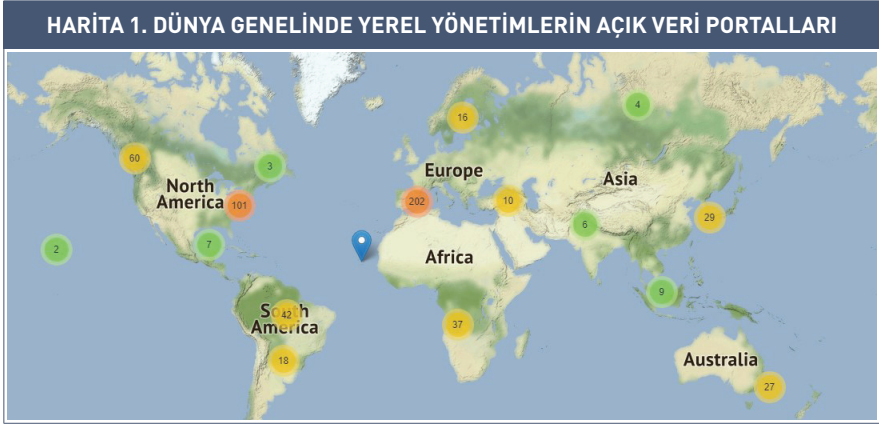 HARİTA 1. DÜNYA GENELİNDE YEREL YÖNETİMLERİN AÇIK VERİ PORTALLARI
4
16
60
3
Europe
North
America
Asia
101
202
10
29
6
7
2
Africa
9
South
42
America
37
18
Australia
27